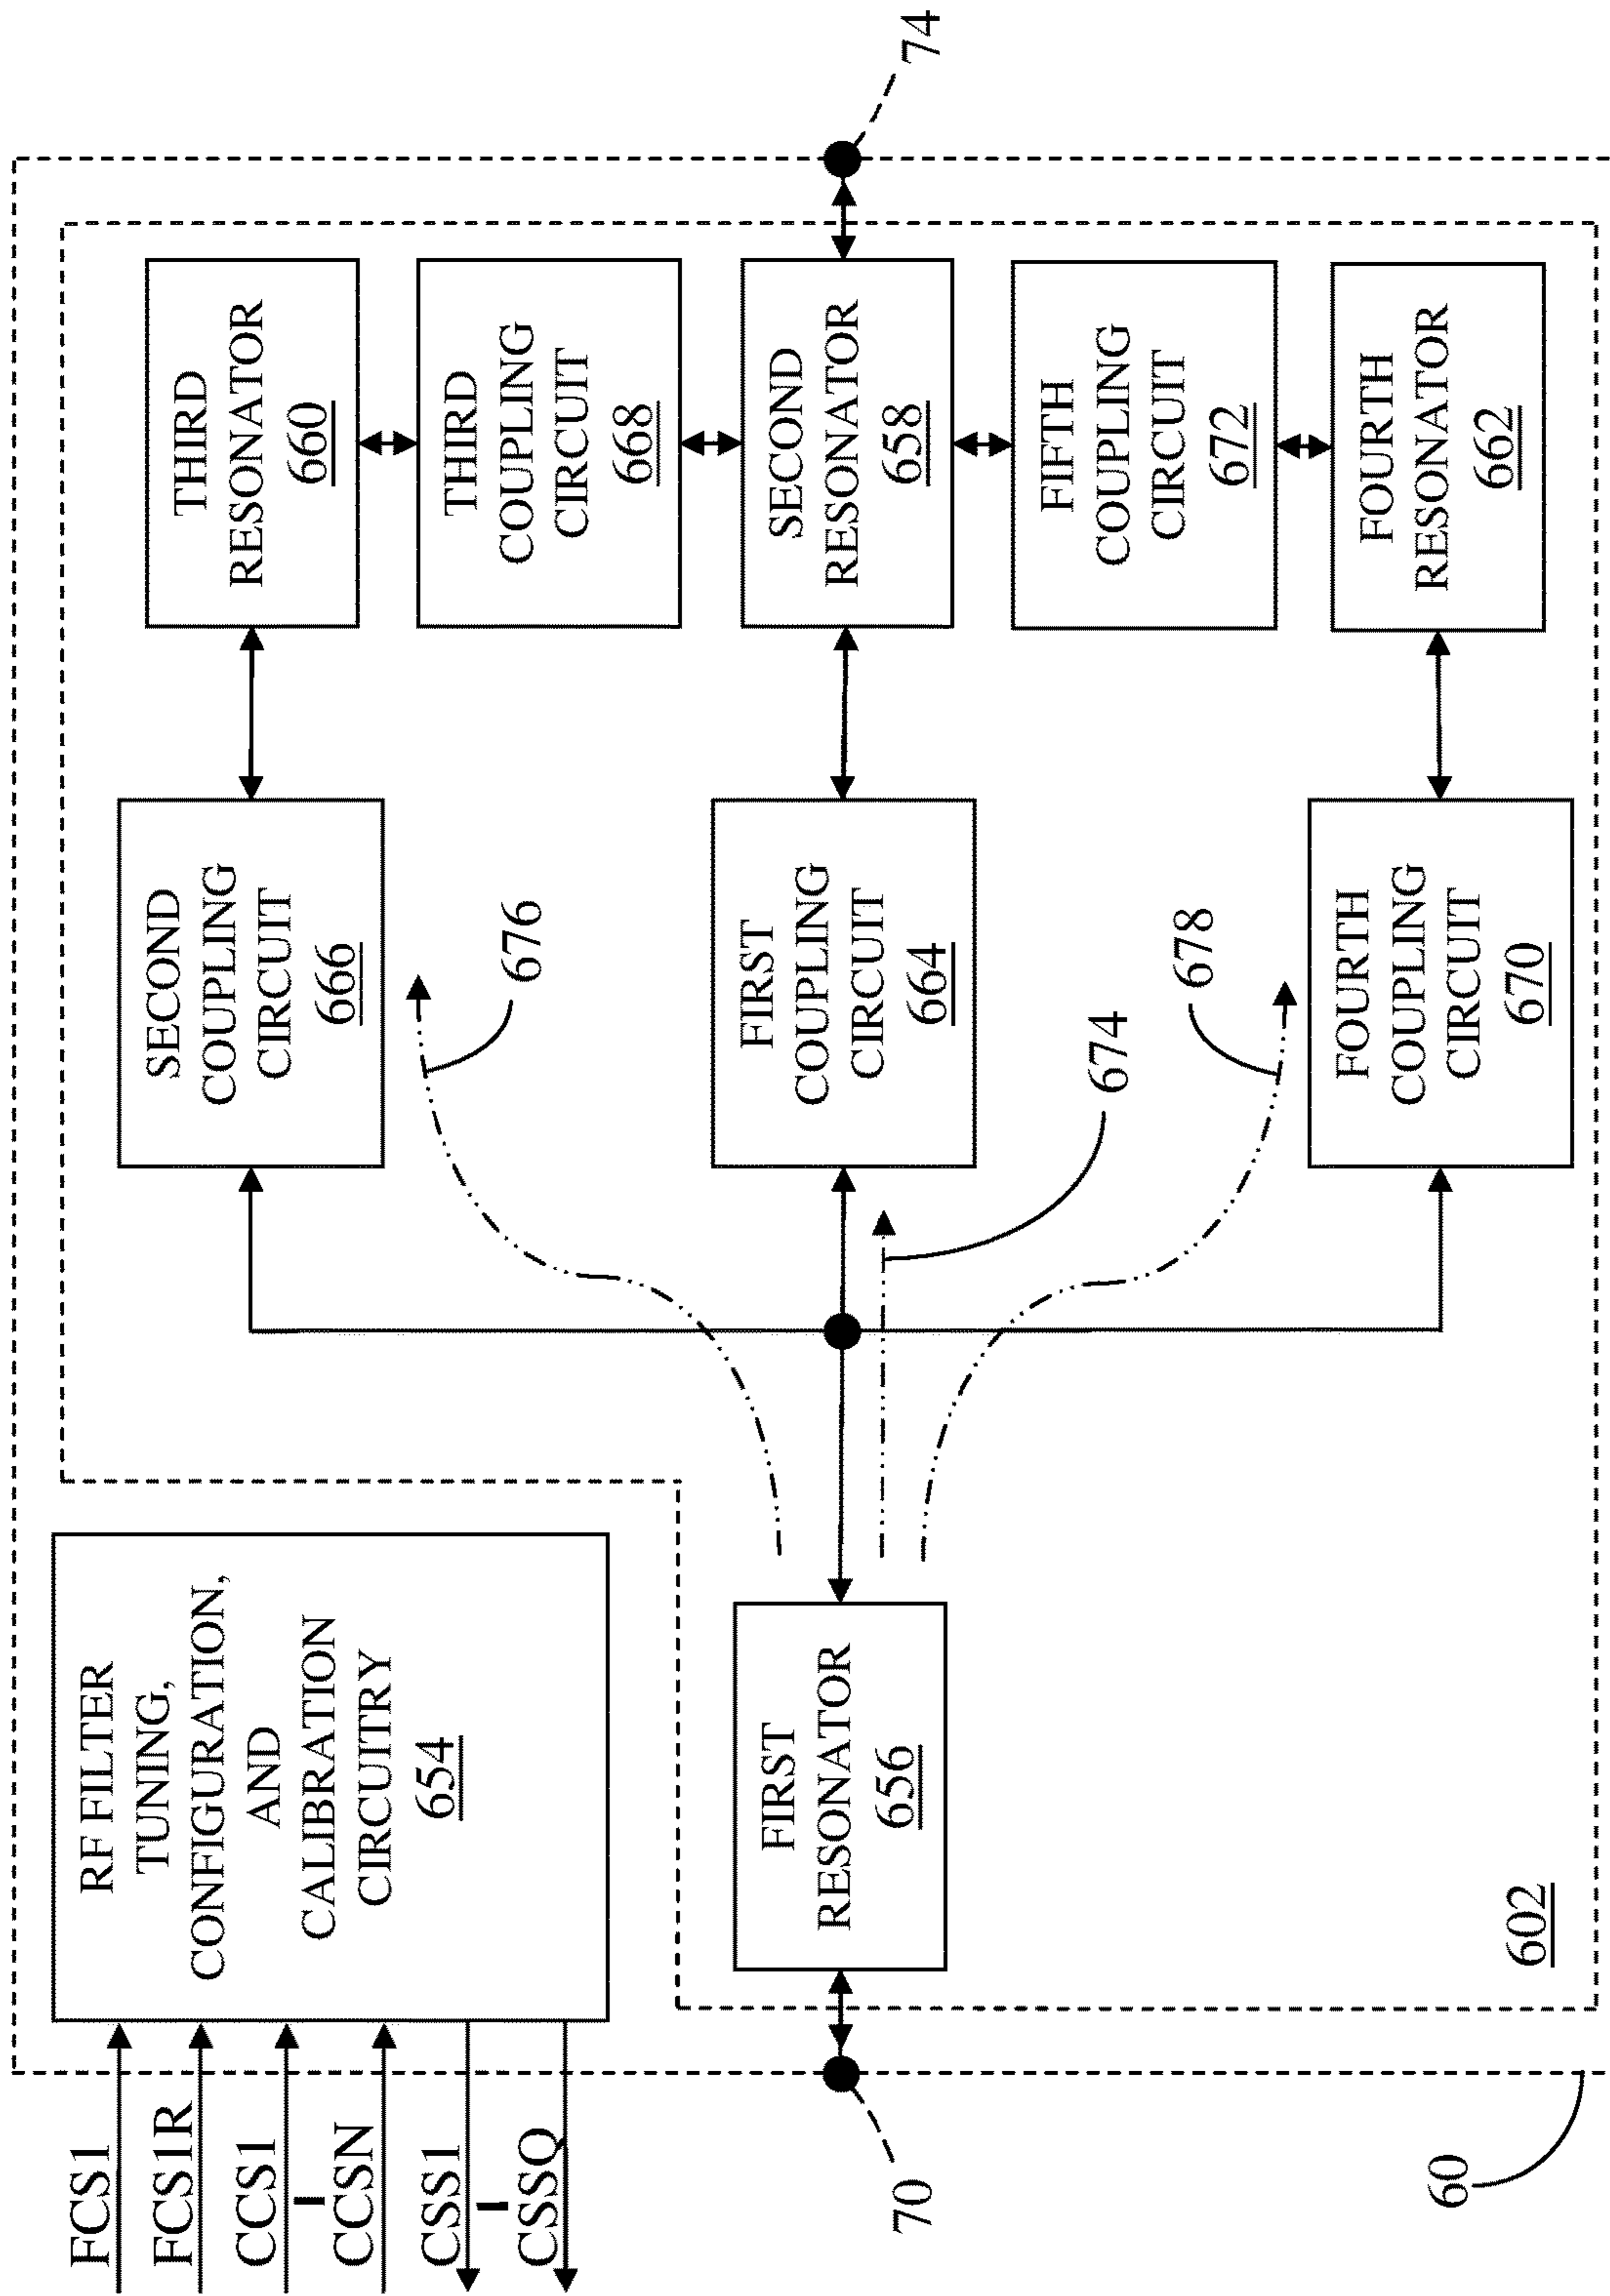 FCS1
FCS1R
CCS1
CCSN
CSS1
CSSQ
RF FILTER
TUNING,
CONFIGURATION,
AND
CALIBRATION
CIRCUITRY
654
SECOND
COUPLING
CIRCUIT
666
THIRD
RESONATOR
660
676
THIRD
COUPLING
CIRCUIT
668
70
FIRST
RESONATOR
656
FIRST
COUPLING
CIRCUIT
664
SECOND
RESONATOR
658
74
674
678
FIFTH
COUPLING
CIRCUIT
672
FOURTH
COUPLING
CIRCUIT
670
FOURTH
RESONATOR
662
602
60